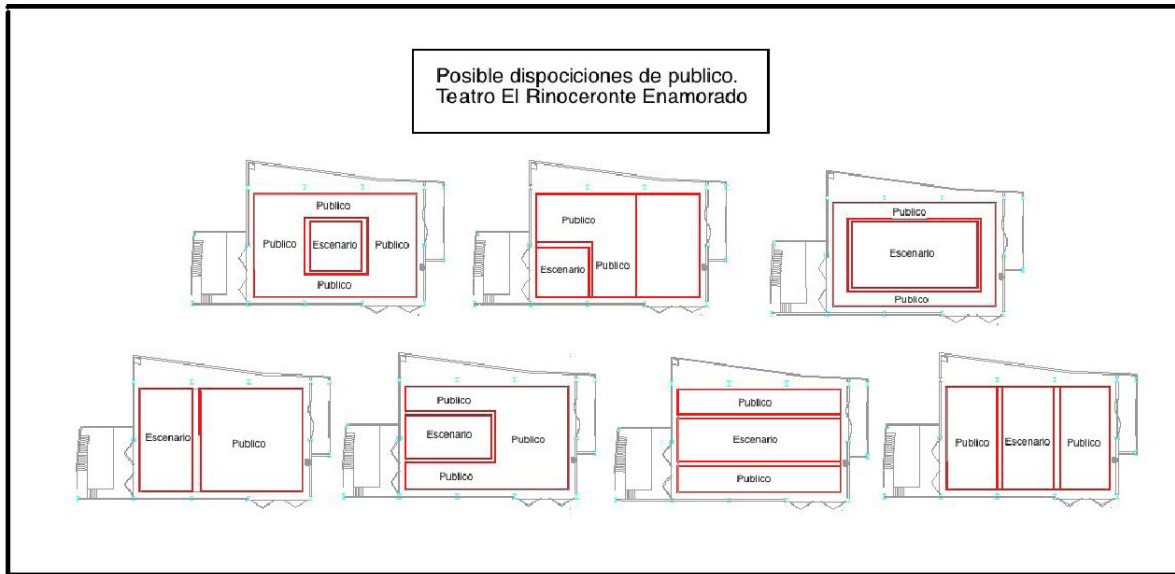 Posible dispociciones de publico.
Teatro El Rinoceronte Enamorado
Publico
Publico
Escenario
Publico
Publico
Publico
Escenario
Publico
Publico
Escenario
Publico
Escenario
Publico
Publico
Escenario
Publico
Publico
Publico
Escenario
Publico
Publico
Escenario
Publico